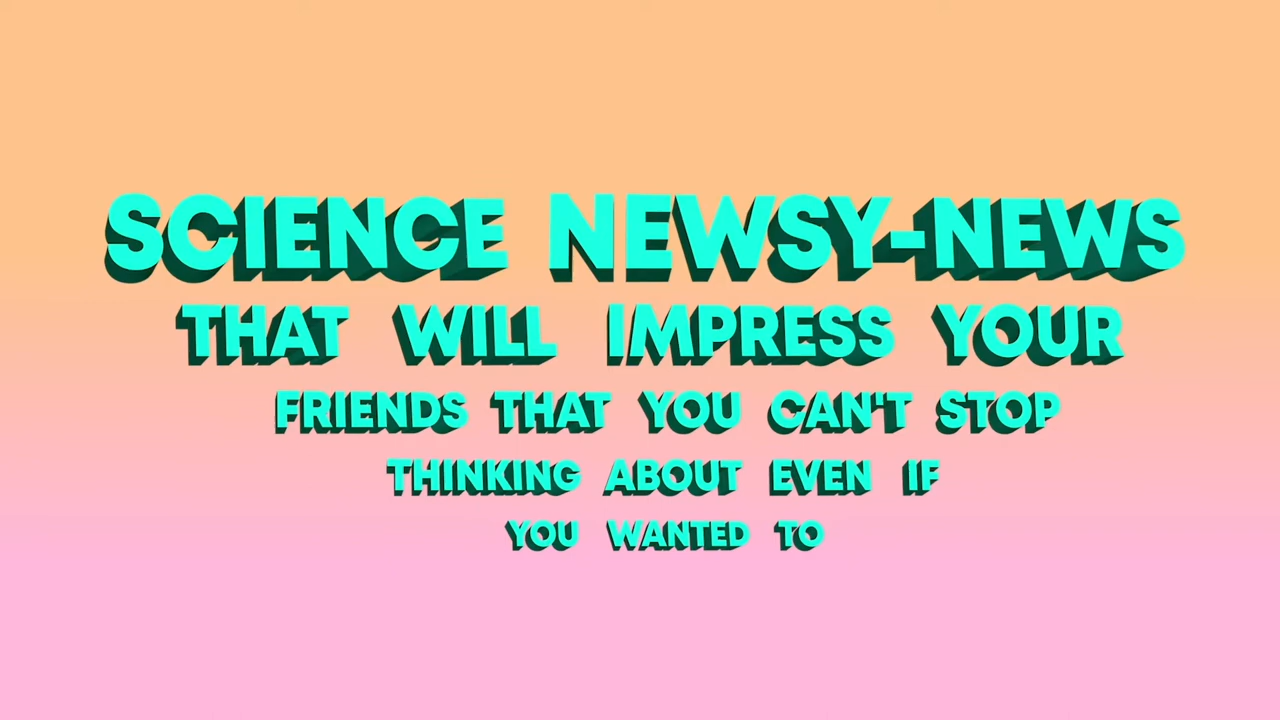 SCIENCE NEWSY-NEWS
THAT WILL IMPRESS YOUR
FRIENDS THAT YOU CAN'T STOP
THINKING ABOUT EVEN IF
YOU WANTED TO